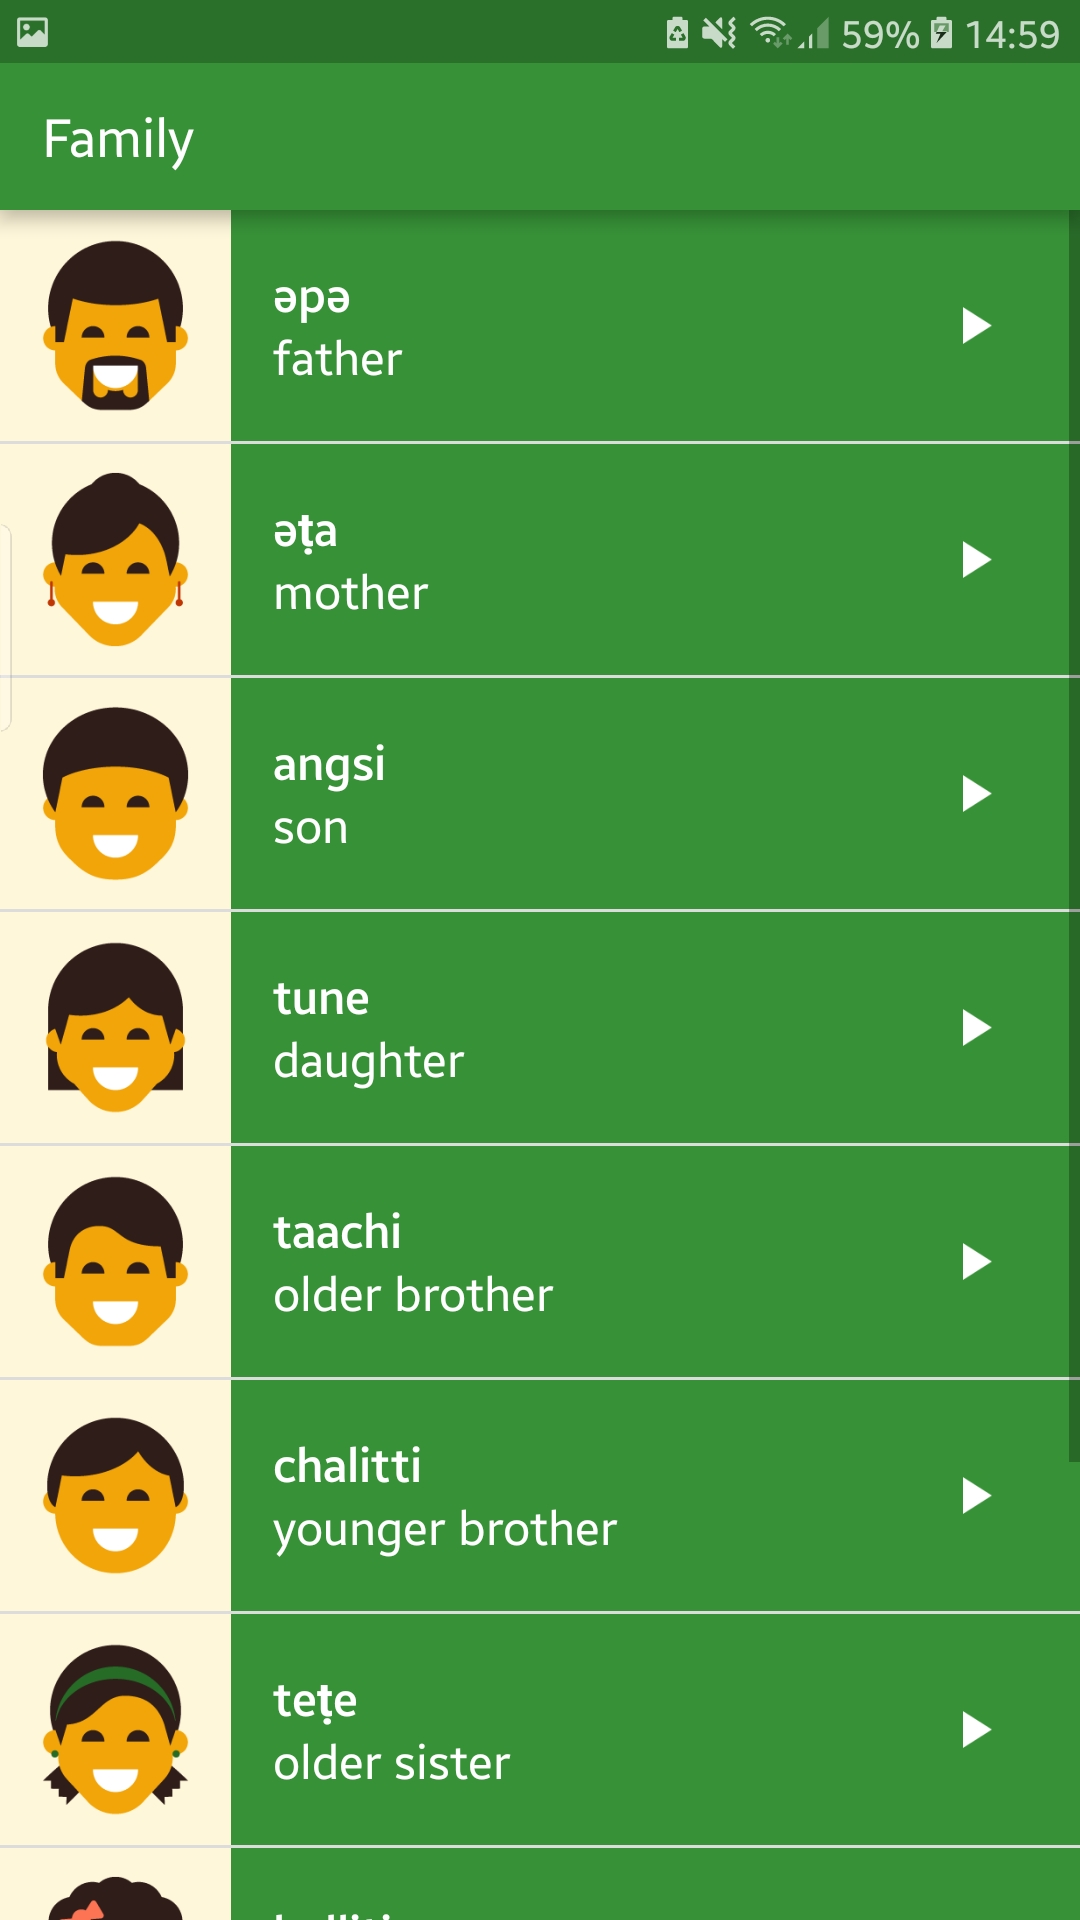 59% 14:59
Family
əpə
father
əṭa
mother
angsi
son
tune
daughter
taachi
older brother
chalitti
younger brother
teṭe
older sister